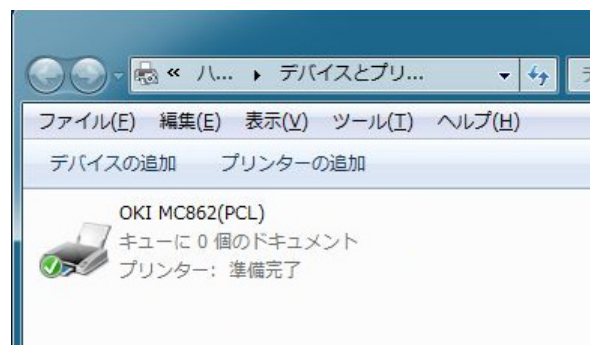 « ハ... ▸ デバイスとプリ...
ファイル(F) 編集(E) 表示(V) ツール(T) ヘルプ(H)
デバイスの追加 プリンターの追加
OKI MC862(PCL)
キューに 0 個のドキュメント
プリンター: 準備完了